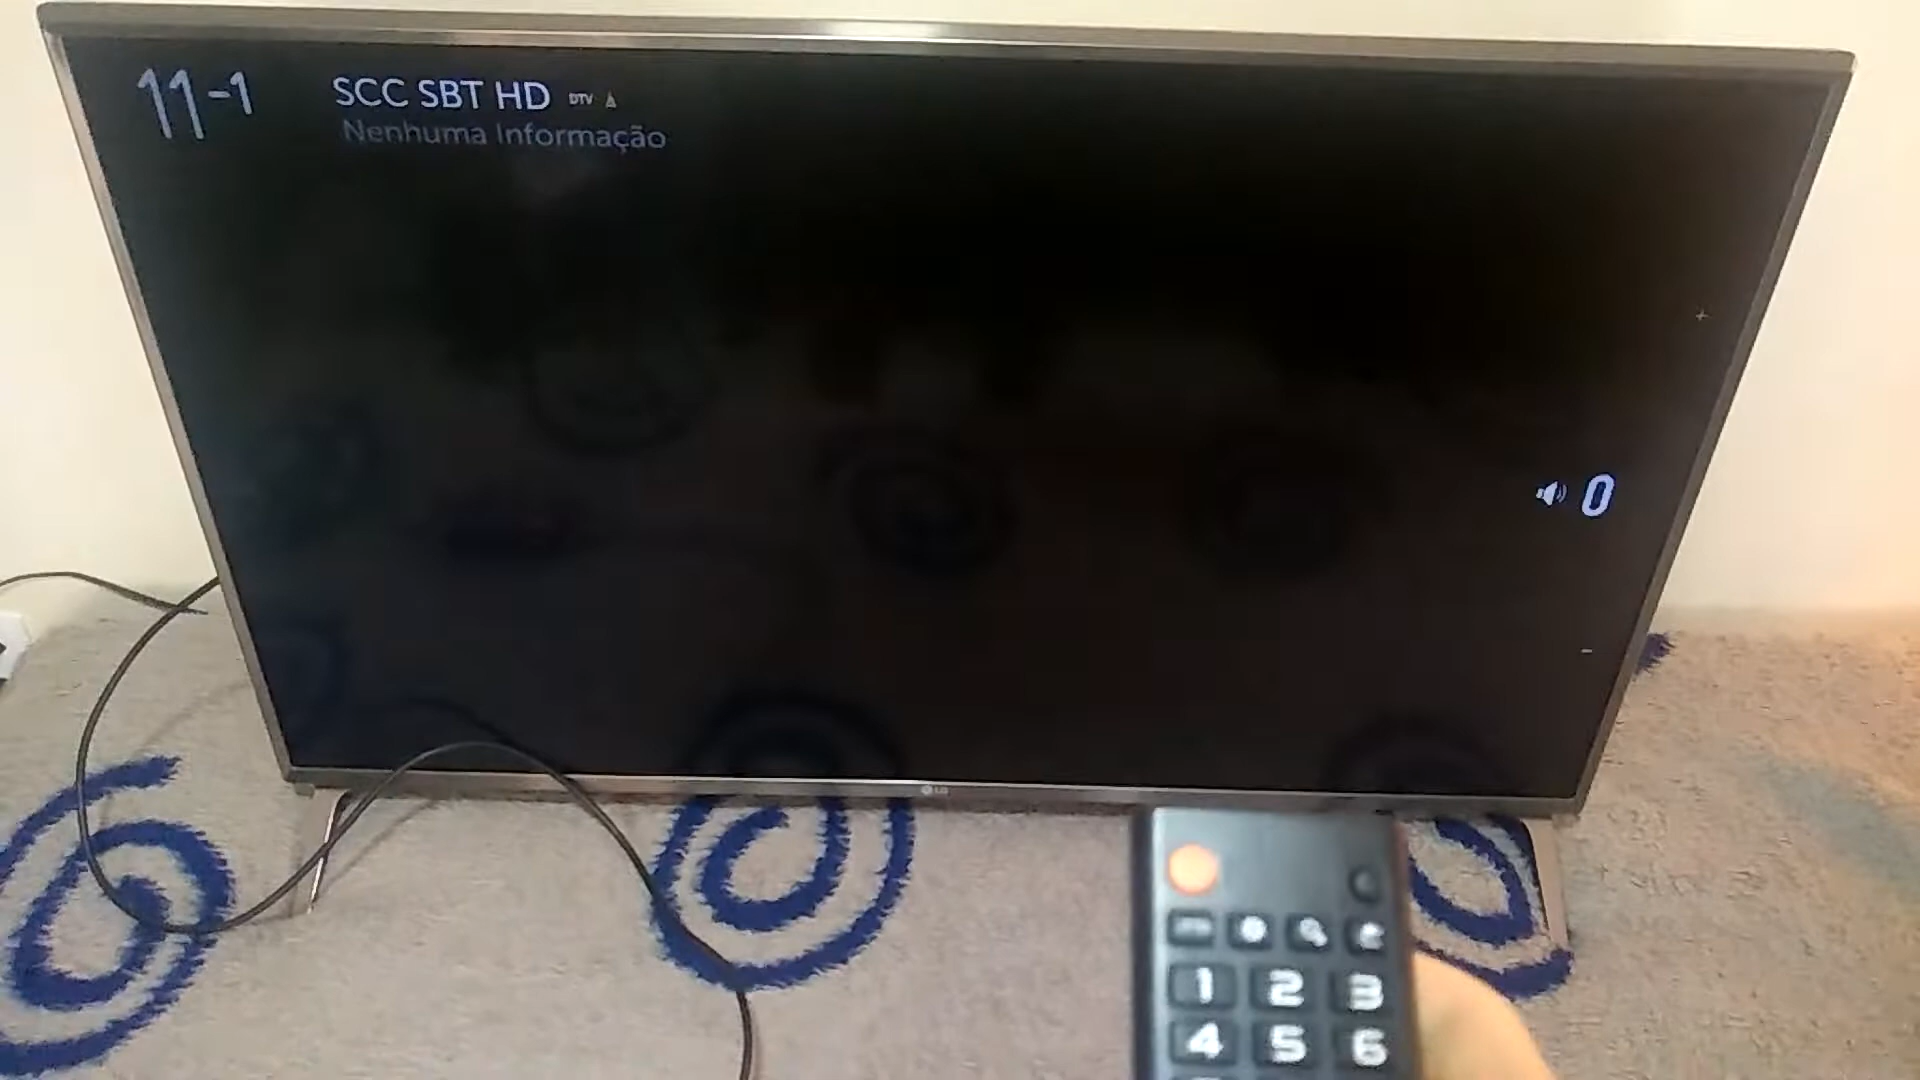 11-1
SCC SBT HD DTV A
Nenhuma Informação
+
0
-
LG
1 2 3
4 5 6